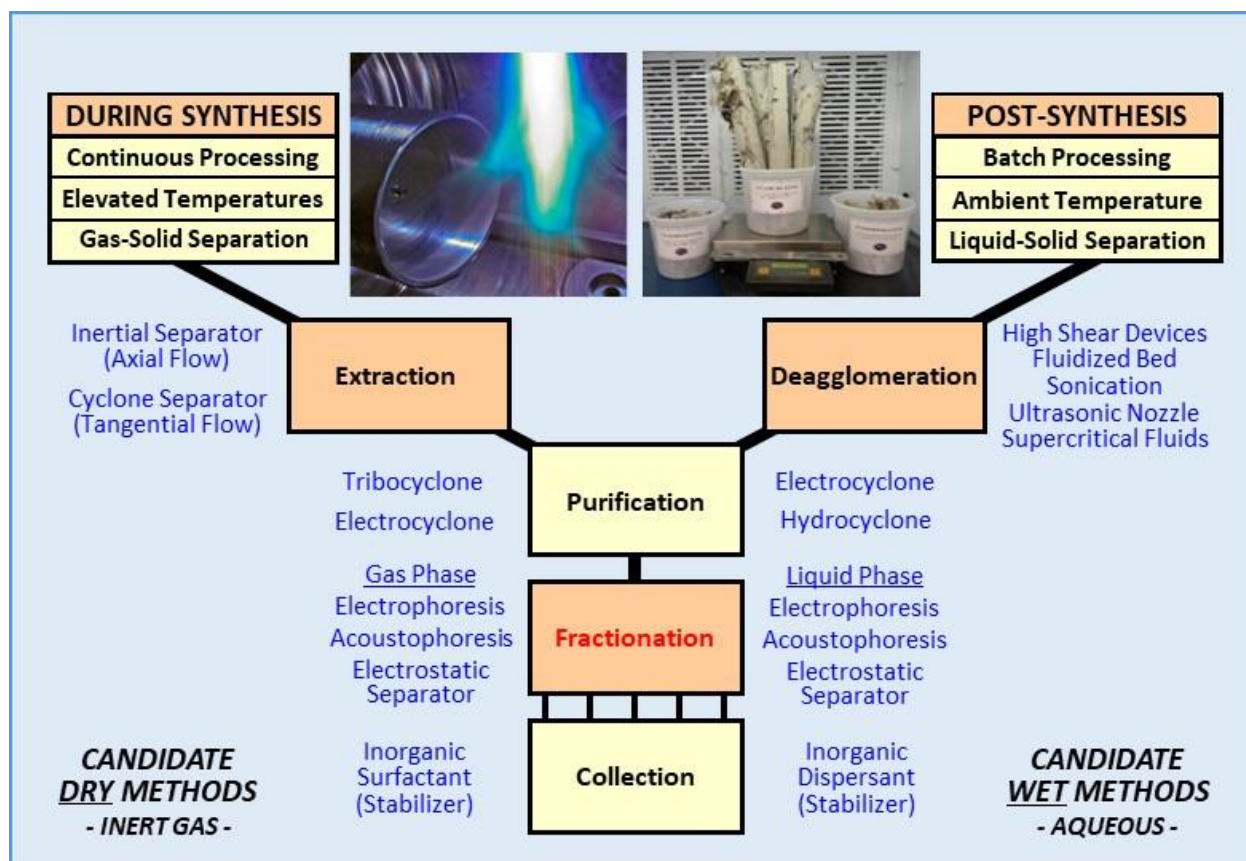 DURING SYNTHESIS
Continuous Processing
Elevated Temperatures
Gas-Solid Separation
POST-SYNTHESIS
Batch Processing
Ambient Temperature
Liquid-Solid Separation
Inertial Separator
(Axial Flow)
Cyclone Separator
(Tangential Flow)
Extraction
Deagglomeration
High Shear Devices
Fluidized Bed
Sonication
Ultrasonic Nozzle
Supercritical Fluids
Tribocyclone
Electrocyclone
Purification
Electrocyclone
Hydrocyclone
Gas Phase
Electrophoresis
Acoustophoresis
Electrostatic
Separator
Fractionation
Liquid Phase
Electrophoresis
Acoustophoresis
Electrostatic
Separator
Inorganic
Surfactant
(Stabilizer)
Collection
Inorganic
Dispersant
(Stabilizer)
CANDIDATE
DRY METHODS
- INERT GAS -
CANDIDATE
WET METHODS
- AQUEOUS -